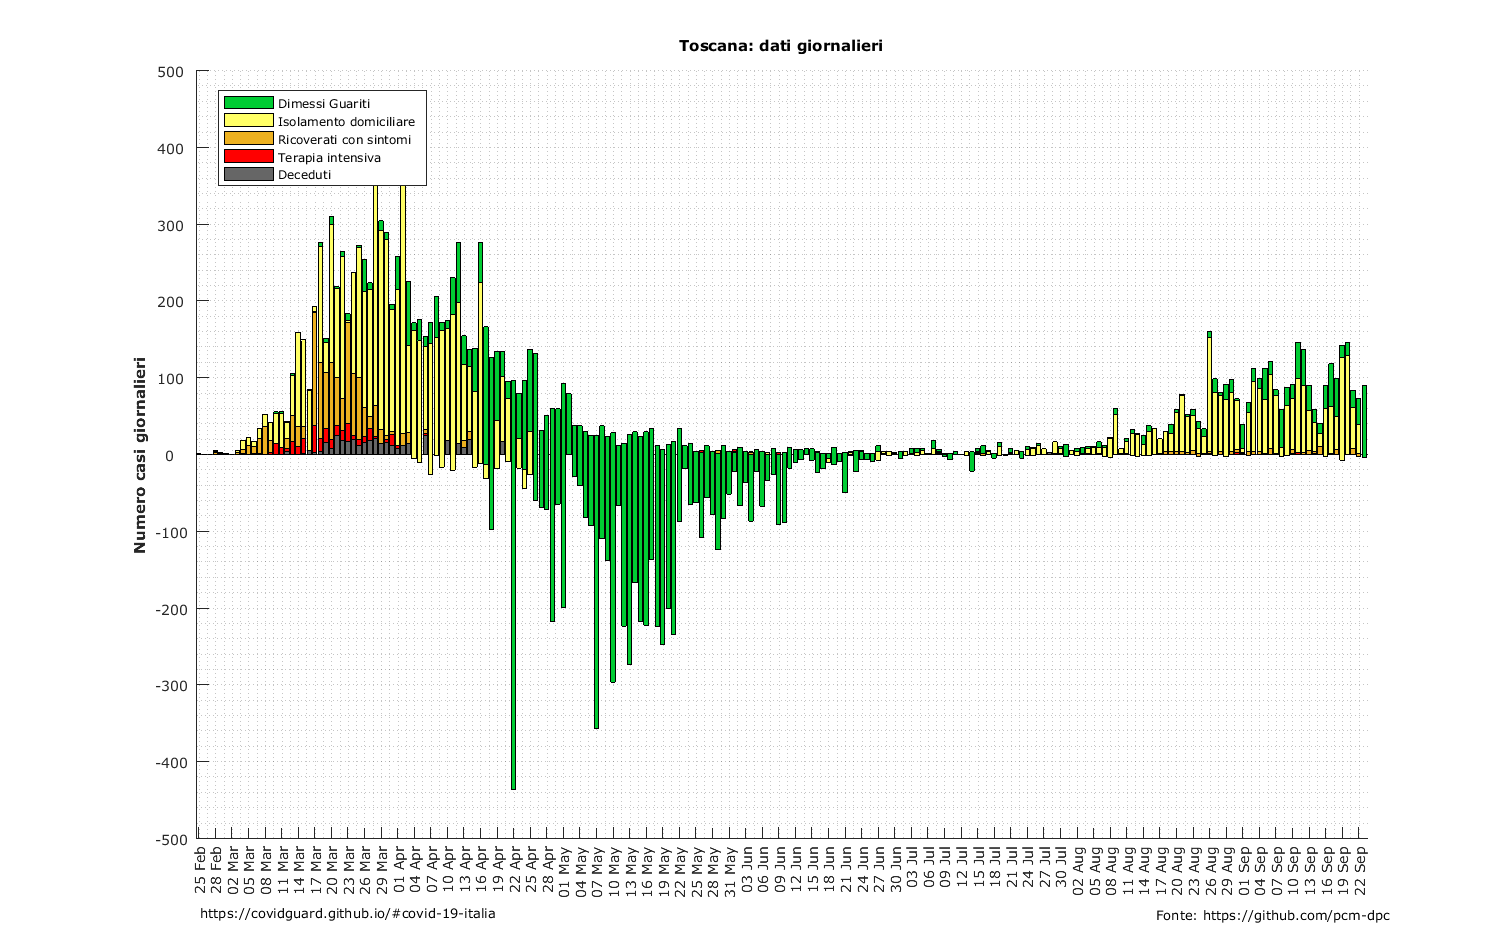 Toscana: dati giornalieri
500
400
300
200
100
0
-100
-200
-300
-400
-500
Numero casi giornalieri
Dimessi Guariti
Isolamento domiciliare
Ricoverati con sintomi
Terapia intensiva
Deceduti
25 Feb
28 Feb
02 Mar
05 Mar
08 Mar
11 Mar
14 Mar
17 Mar
20 Mar
23 Mar
26 Mar
29 Mar
01 Apr
04 Apr
07 Apr
10 Apr
13 Apr
16 Apr
19 Apr
22 Apr
25 Apr
28 Apr
01 May
04 May
07 May
10 May
13 May
16 May
19 May
22 May
25 May
28 May
31 May
03 Jun
06 Jun
09 Jun
12 Jun
15 Jun
18 Jun
21 Jun
24 Jun
27 Jun
30 Jun
03 Jul
06 Jul
09 Jul
12 Jul
15 Jul
18 Jul
21 Jul
24 Jul
27 Jul
30 Jul
02 Aug
05 Aug
08 Aug
11 Aug
14 Aug
17 Aug
20 Aug
23 Aug
26 Aug
29 Aug
01 Sep
04 Sep
07 Sep
10 Sep
13 Sep
16 Sep
19 Sep
22 Sep
https://covidguard.github.io/#covid-19-italia
Fonte: https://github.com/pcm-dpc